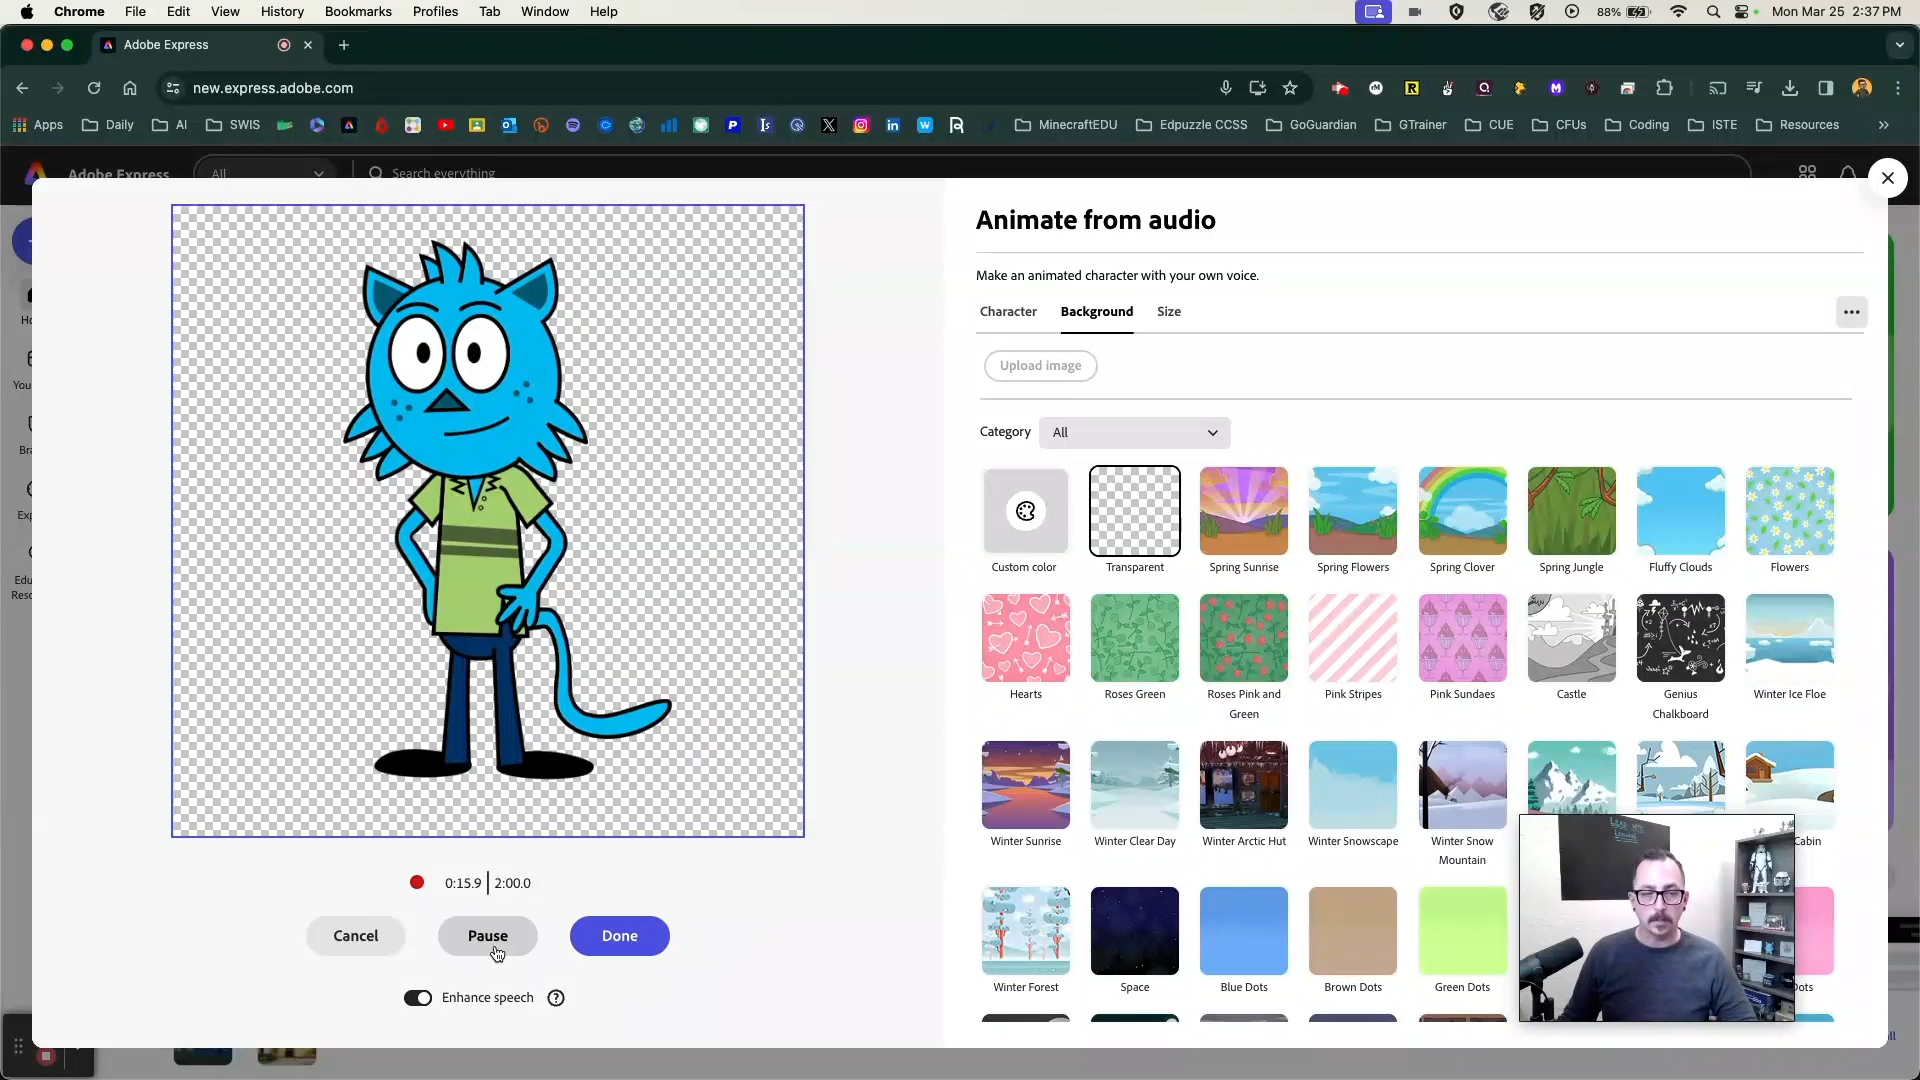 Chrome File Edit View History Bookmarks Profiles Tab Window Help 88% Mon Mar 25 2:37 PM
Adobe Express
new.express.adobe.com
Apps Daily AI SWIS MinecraftEDU Edpuzzle CCSS GoGuardian GTrainer CUE CFUs Coding ISTE Resources
Adobe Express All Search everything
Animate from audio
Make an animated character with your own voice.
Character Background Size
Upload image
Category All
Custom color Transparent Spring Sunrise Spring Flowers Spring Clover Spring Jungle Fluffy Clouds Flowers
Hearts Roses Green Roses Pink and Green Pink Stripes Pink Sundaes Castle Genius Chalkboard Winter Ice Floe
Winter Sunrise Winter Clear Day Winter Arctic Hut Winter Snowscape Winter Snow Mountain Cabin
Winter Forest Space Blue Dots Brown Dots Green Dots Dots
0:15.9 2:00.0
Cancel Pause Done
Enhance speech